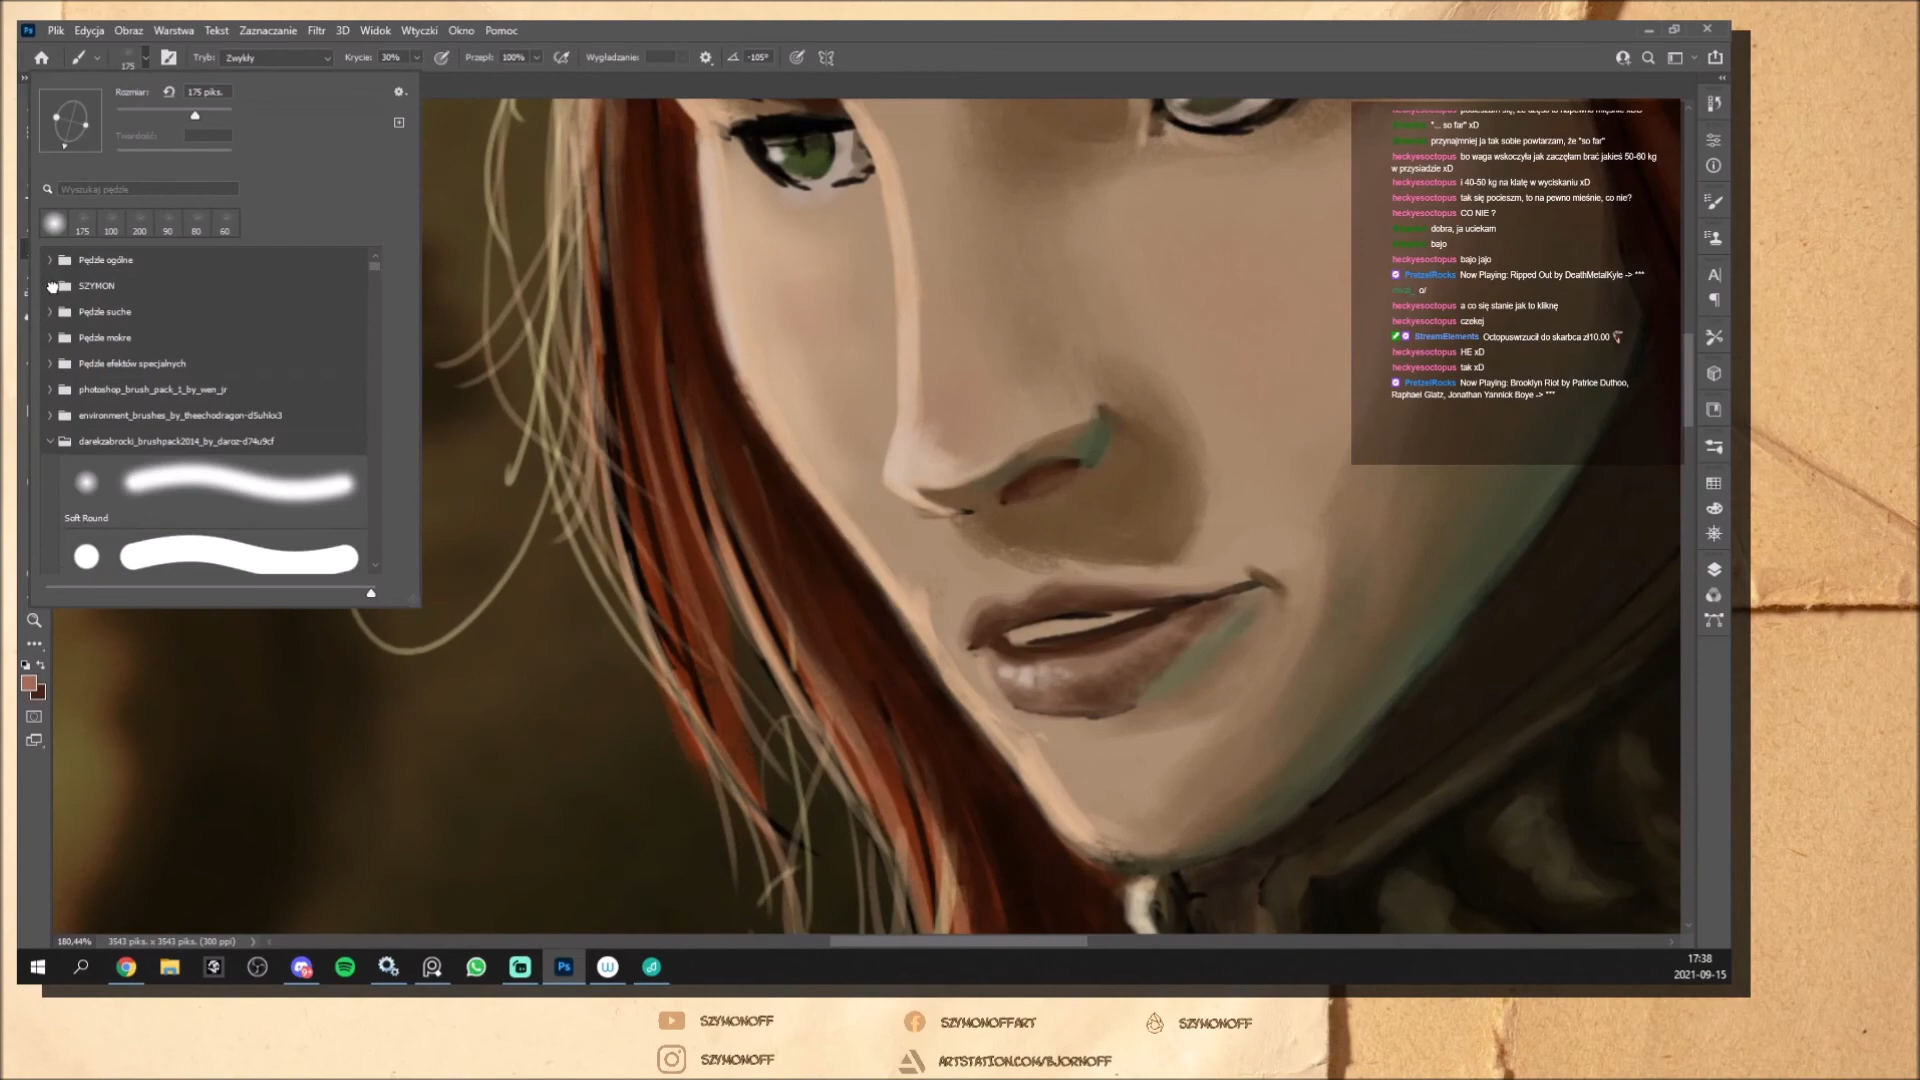 Plik Edycja Obraz Warstwa Tekst Zaznaczanie Filtr 3D Widok Wtyczki Okno Pomoc
175 Tryb: Zwykły Krycie: 30% Przepł: 100% Wygładzanie: -105°
Rozmiar: 175 piks.
Twardość:
Wyszukaj pędzle
175 100 200 90 80 60
Pędzle ogólne
SZYMON
Pędzle suche
Pędzle mokre
Pędzle efektów specjalnych
photoshop_brush_pack_1_by_wen_jr
environment_brushes_by_theechodragon-d5uhkx3
darekzabrocki_brushpack2014_by_daroz-d74u9cf
Soft Round
"... so far" xD
przynajmniej ja tak sobie powtarzam, że "so far"
heckyesoctopus bo waga wskoczyła jak zaczęłam brać jakieś 50-60 kg
w przysiadzie xD
heckyesoctopus i 40-50 kg na klatę w wyciskaniu xD
heckyesoctopus tak się pocieszm, to na pewno mieśnie, co nie?
heckyesoctopus CO NIE ?
dobra, ja uciekam
bajo
heckyesoctopus bajo jajo
PretzelRocks Now Playing: Ripped Out by DeathMetalKyle -> ***
o/
heckyesoctopus a co się stanie jak to kliknę
heckyesoctopus czekej
StreamElements Octopuswrzucił do skarbca zł10.00
heckyesoctopus HE xD
heckyesoctopus tak xD
PretzelRocks Now Playing: Brooklyn Riot by Patrice Duthoo,
Raphael Glatz, Jonathan Yannick Boye -> ***
180,44% 3543 piks. x 3543 piks. (300 ppi)
17:38
2021-09-15
SZYMONOFF
SZYMONOFFART
SZYMONOFF
SZYMONOFF
ARTSTATION.COM/BJORNOFF